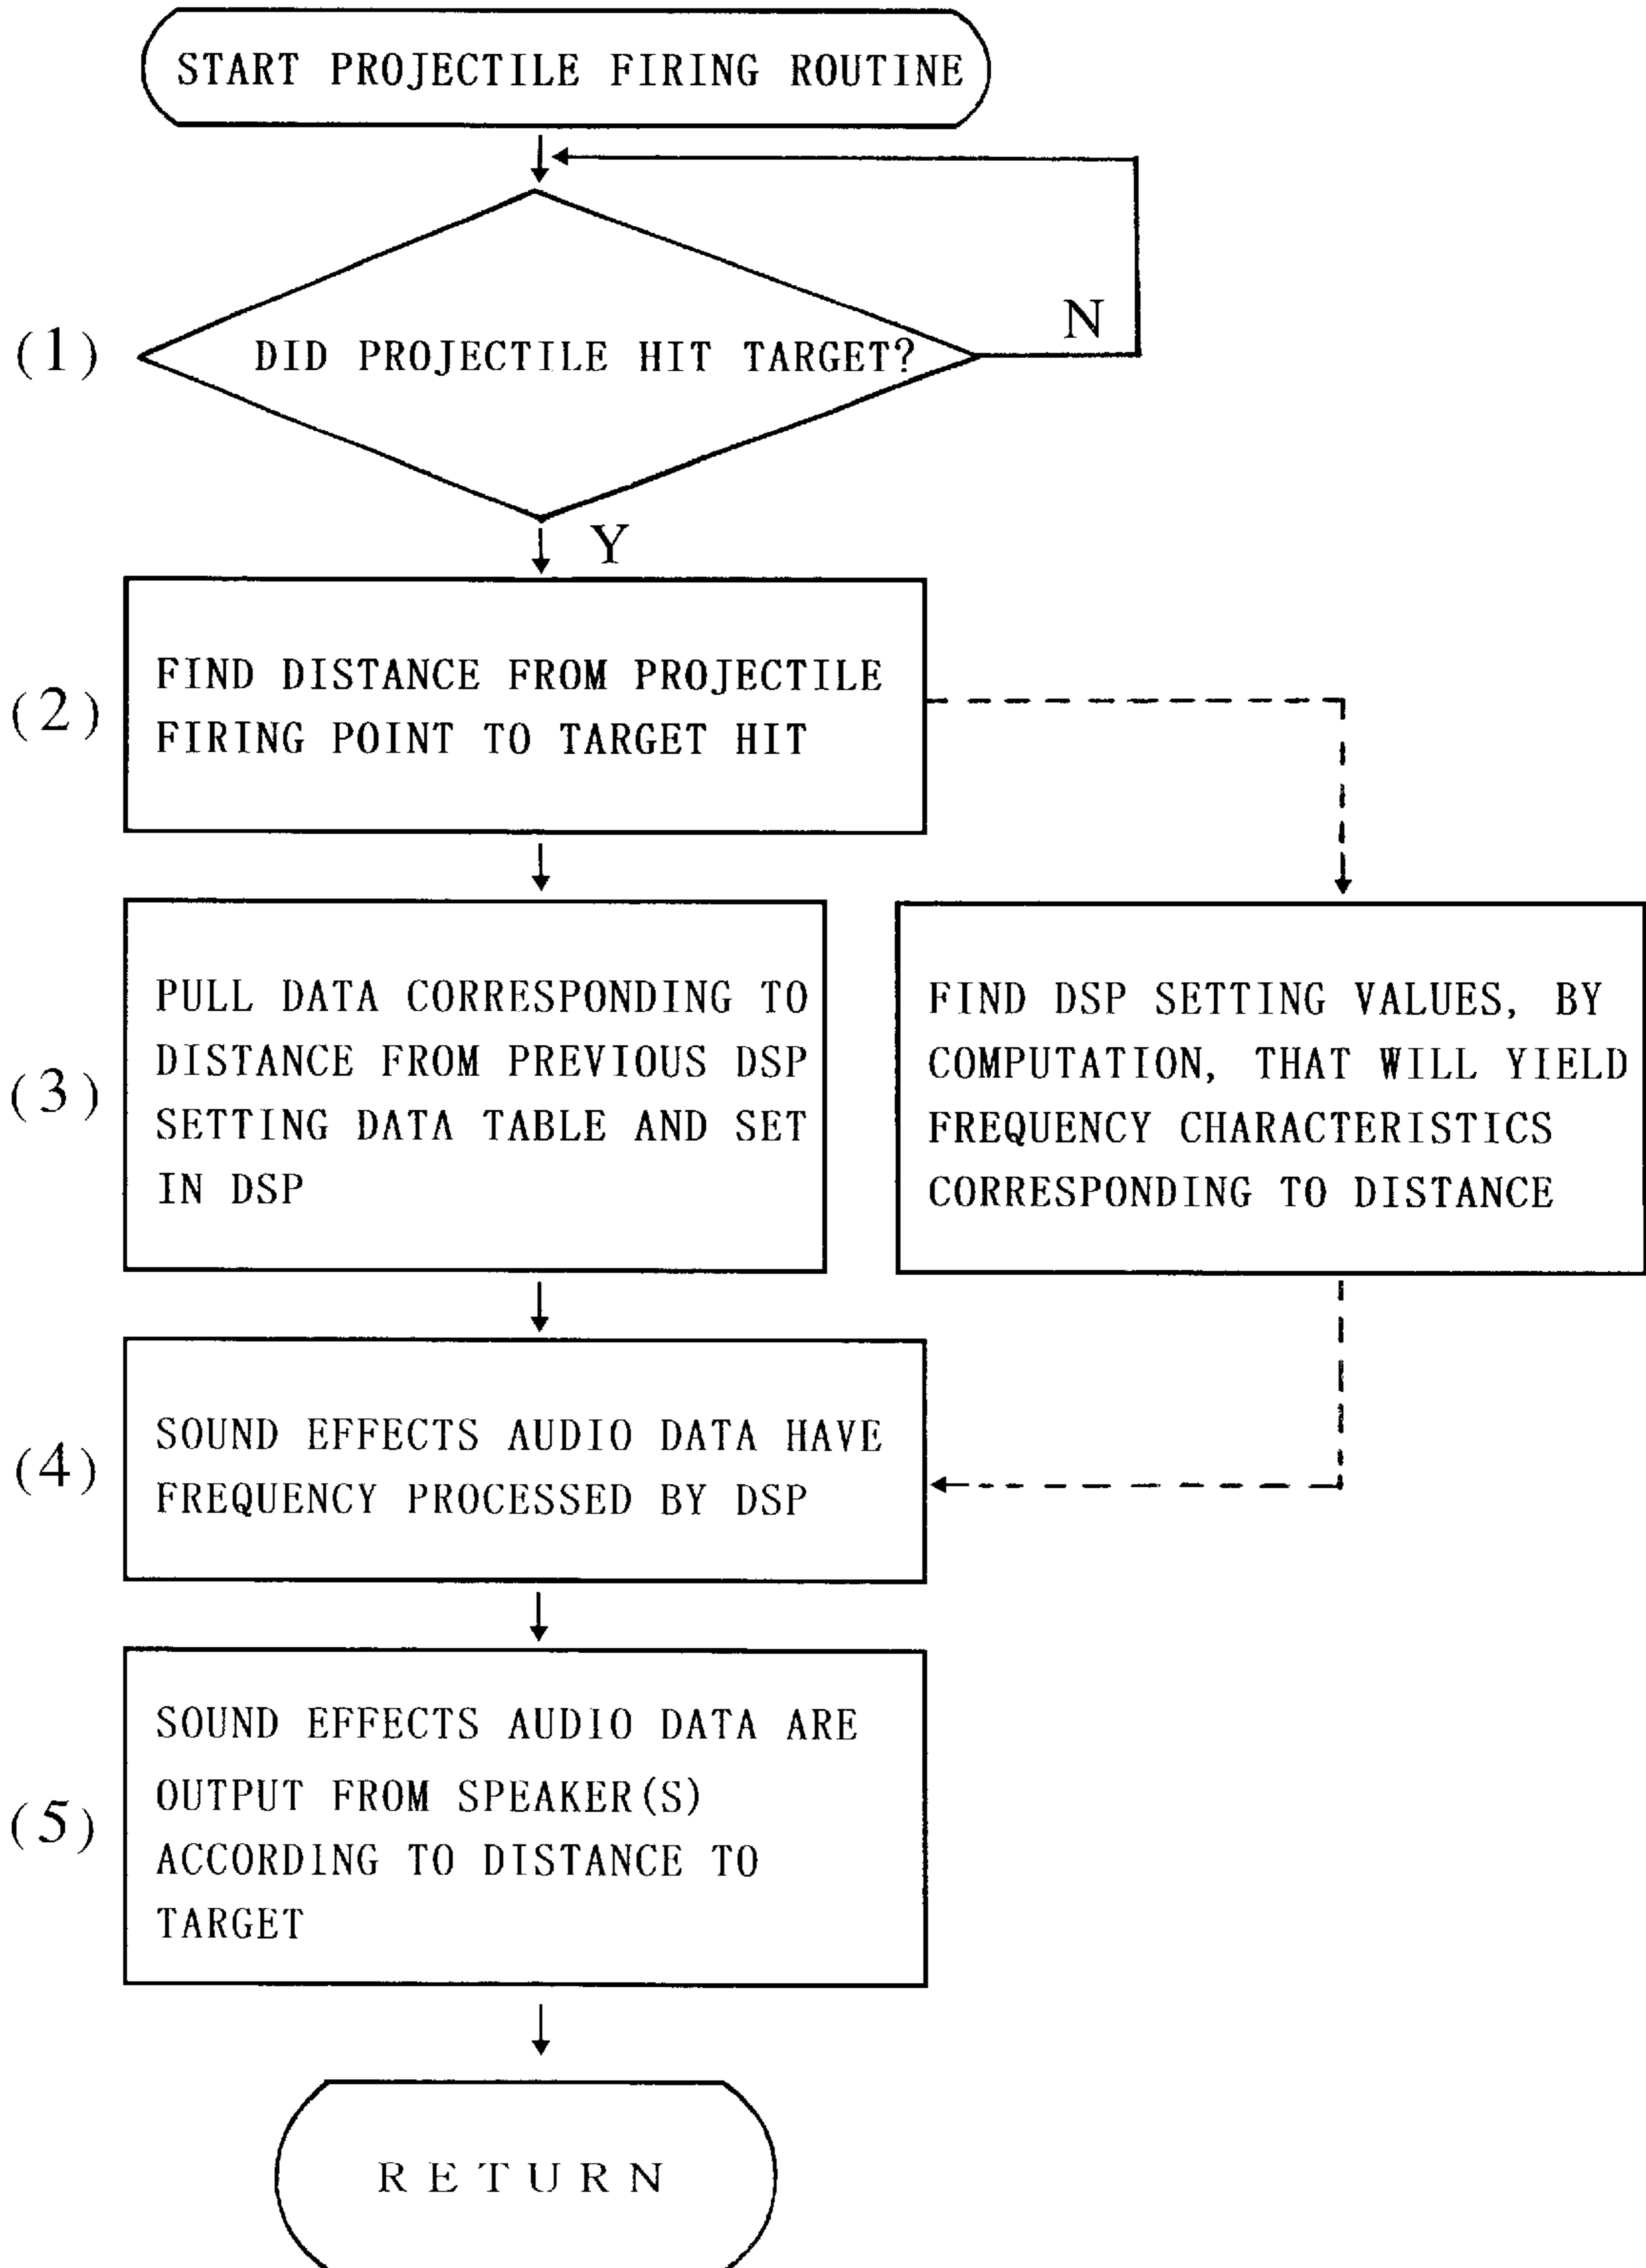 START PROJECTILE FIRING ROUTINE
(1)
DID PROJECTILE HIT TARGET?
N
Y
(2)
FIND DISTANCE FROM PROJECTILE
FIRING POINT TO TARGET HIT
(3)
PULL DATA CORRESPONDING TO
DISTANCE FROM PREVIOUS DSP
SETTING DATA TABLE AND SET
IN DSP
FIND DSP SETTING VALUES, BY
COMPUTATION, THAT WILL YIELD
FREQUENCY CHARACTERISTICS
CORRESPONDING TO DISTANCE
(4)
SOUND EFFECTS AUDIO DATA HAVE
FREQUENCY PROCESSED BY DSP
(5)
SOUND EFFECTS AUDIO DATA ARE
OUTPUT FROM SPEAKER(S)
ACCORDING TO DISTANCE TO
TARGET
RETURN